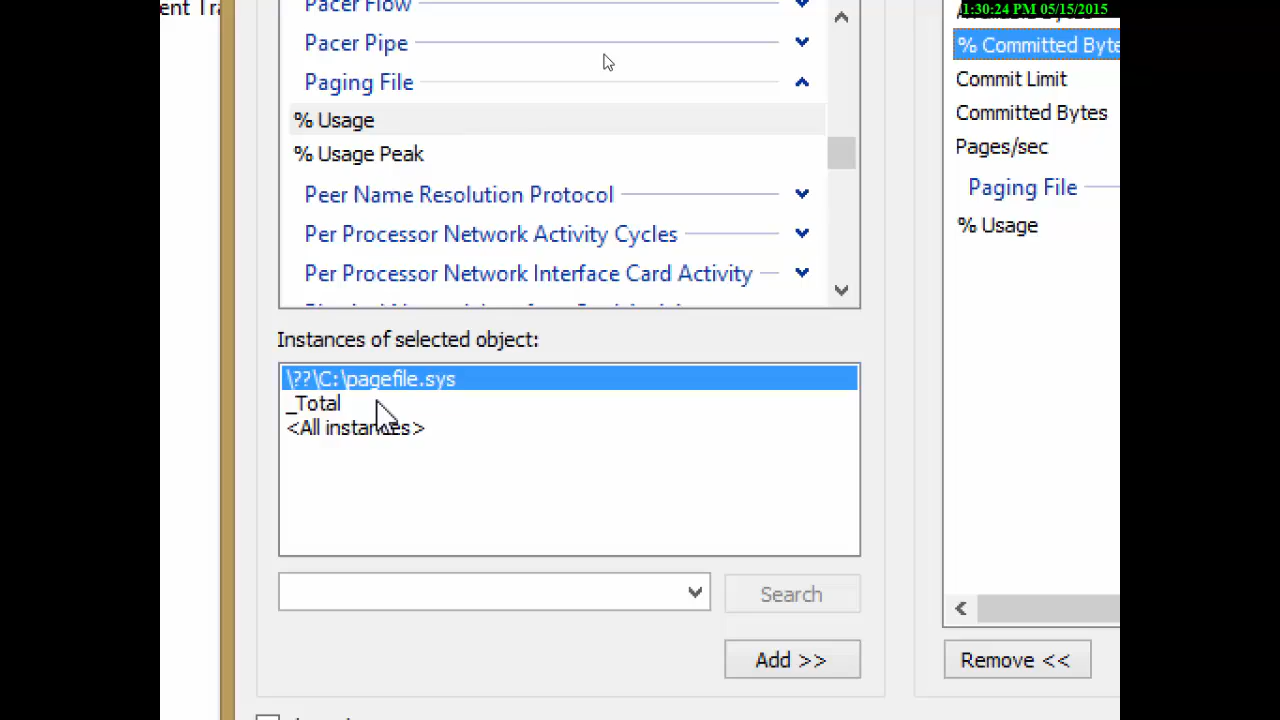 ent Tra
1:30:24 PM 05/15/2015
Pacer Flow
Pacer Pipe
Paging File
% Usage
% Usage Peak
Peer Name Resolution Protocol
Per Processor Network Activity Cycles
Per Processor Network Interface Card Activity
Instances of selected object:
\??\C:\pagefile.sys
_Total
<All instances>
Search
Add >>
Available Bytes
% Committed Byte
Commit Limit
Committed Bytes
Pages/sec
Paging File
% Usage
Remove <<